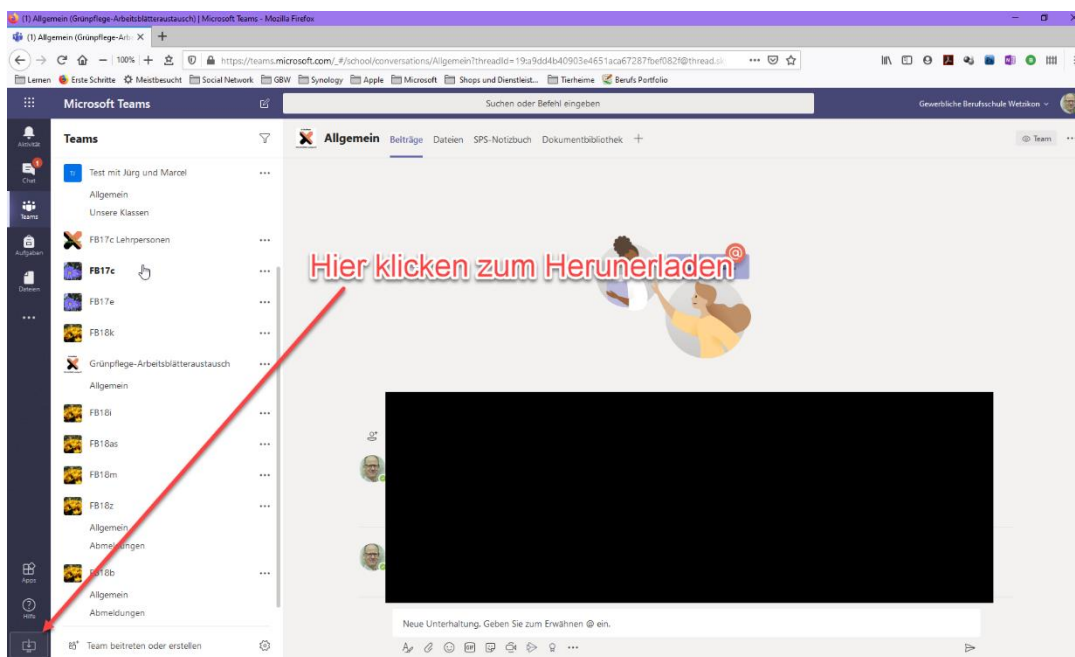 (1) Allgemein (Grünpflege-Arbeitsblätteraustausch) | Microsoft Teams - Mozilla Firefox
(1) Allgemein (Grünpflege-Arb
100%
https://teams.microsoft.com/_#/school/conversations/Allgemein?threadId=19:a9dd4b40903e4651aca67287fbef082f@thread.sk
Lernen Erste Schritte Meistbesucht Social Network GBW Synology Apple Microsoft Shops und Dienstleist... Tierheime Berufs Portfolio
Microsoft Teams
Suchen oder Befehl eingeben
Gewerbliche Berufsschule Wetzikon
Aktivität
Chat
1
Teams
Aufgaben
Dateien
Apps
Hilfe
Teams
Test mit Jürg und Marcel
Allgemein
Unsere Klassen
FB17c Lehrpersonen
FB17c
FB17e
FB18k
Grünpflege-Arbeitsblätteraustausch
Allgemein
FB18i
FB18as
FB18m
FB18z
Allgemein
Abmeldungen
FB18b
Allgemein
Abmeldungen
Team beitreten oder erstellen
Allgemein Beiträge Dateien SPS-Notizbuch Dokumentbibliothek
Team
Hier klicken zum Herunerladen
@
Neue Unterhaltung. Geben Sie zum Erwähnen @ ein.
GIF